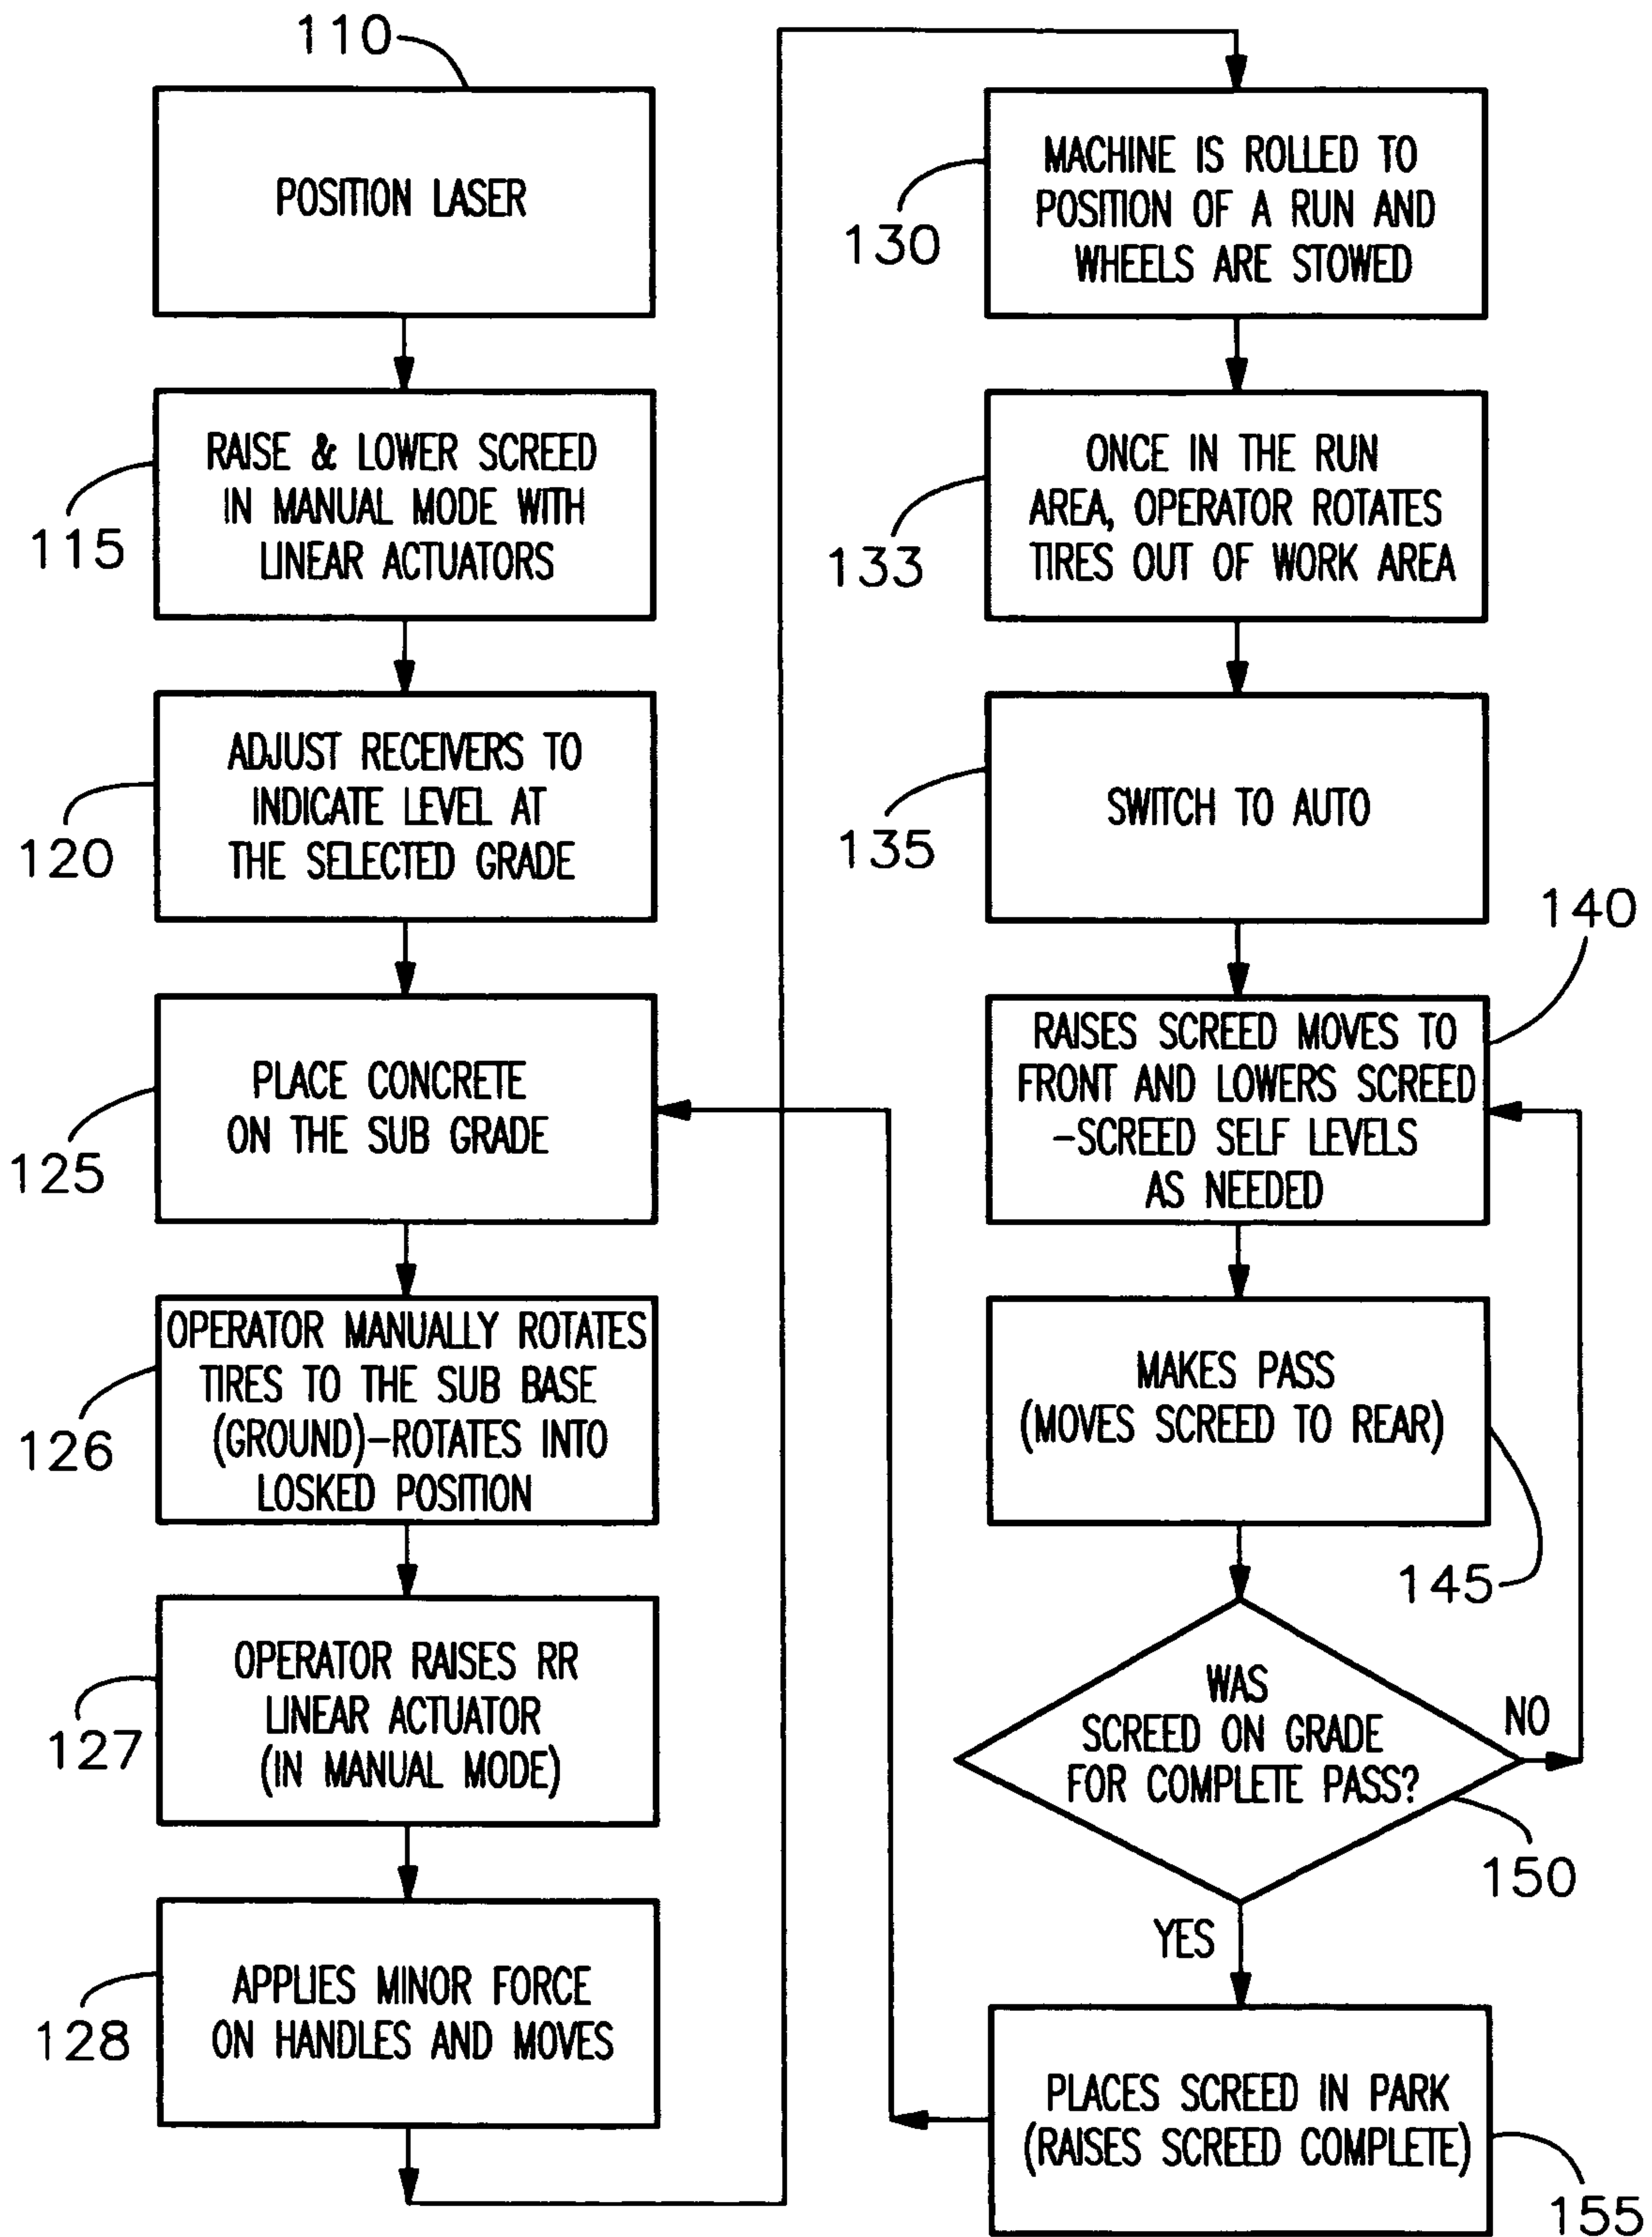 110
POSITION LASER
RAISE & LOWER SCREED
IN MANUAL MODE WITH
LINEAR ACTUATORS
115
ADJUST RECEIVERS TO
INDICATE LEVEL AT
THE SELECTED GRADE
120
PLACE CONCRETE
ON THE SUB GRADE
125
OPERATOR MANUALLY ROTATES
TIRES TO THE SUB BASE
(GROUND)-ROTATES INTO
LOSKED POSITION
126
OPERATOR RAISES RR
LINEAR ACTUATOR
(IN MANUAL MODE)
127
APPLIES MINOR FORCE
ON HANDLES AND MOVES
128
MACHINE IS ROLLED TO
POSITION OF A RUN AND
WHEELS ARE STOWED
130
ONCE IN THE RUN
AREA, OPERATOR ROTATES
TIRES OUT OF WORK AREA
133
SWITCH TO AUTO
135
140
RAISES SCREED MOVES TO
FRONT AND LOWERS SCREED
-SCREED SELF LEVELS
AS NEEDED
MAKES PASS
(MOVES SCREED TO REAR)
145
WAS
SCREED ON GRADE
FOR COMPLETE PASS?
NO
150
YES
PLACES SCREED IN PARK
(RAISES SCREED COMPLETE)
155